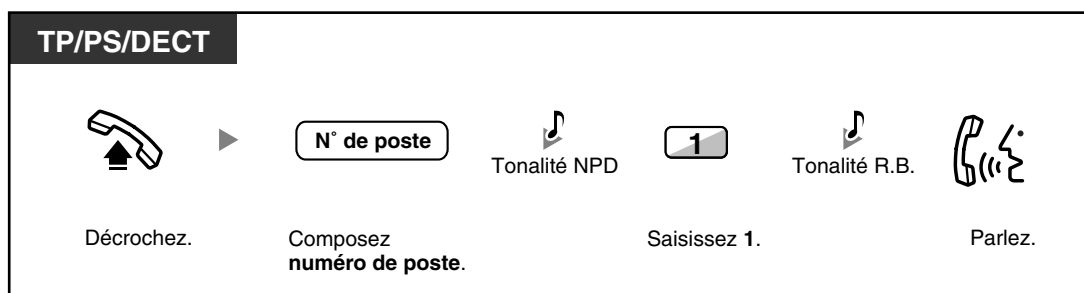 TP/PS/DECT
N° de poste
Tonalité NPD
1
Tonalité R.B.
Décrochez.
Composez
numéro de poste.
Saisissez 1.
Parlez.